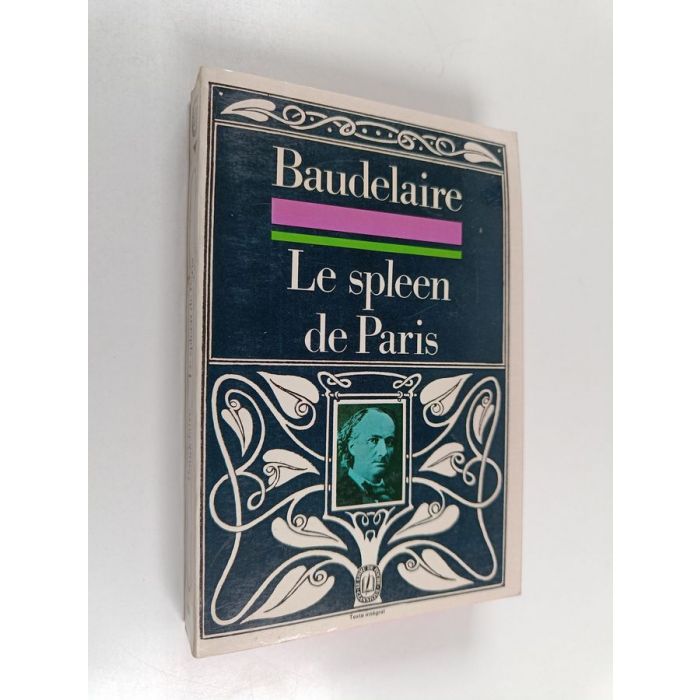 Baudelaire
Le spleen
de Paris
Texte intégral